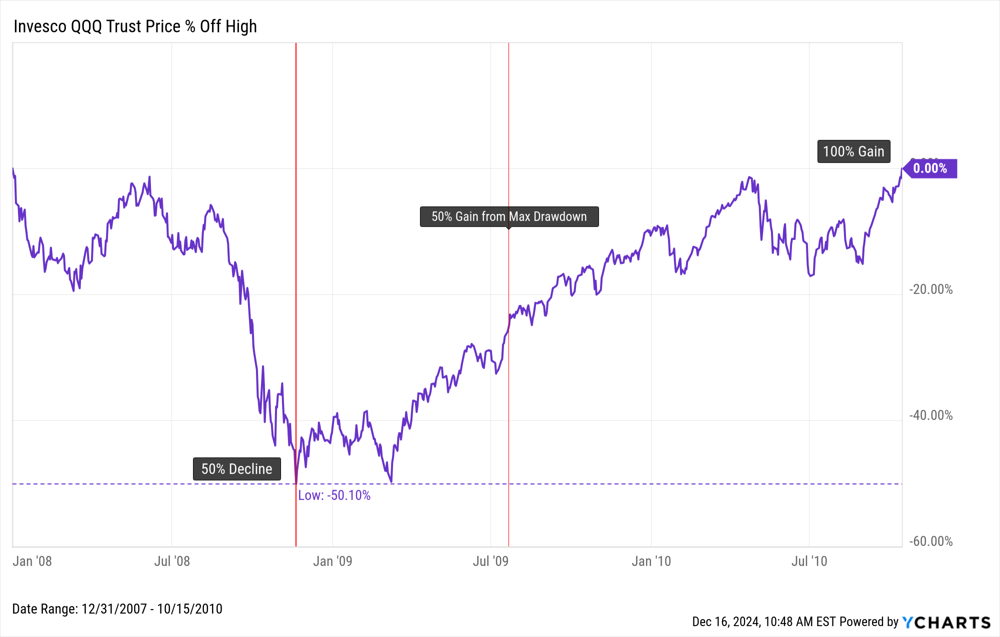 Invesco QQQ Trust Price % Off High
100% Gain
0.00%
50% Gain from Max Drawdown
-20.00%
-40.00%
50% Decline
Low: -50.10%
-60.00%
Jan '08
Jul '08
Jan '09
Jul '09
Jan '10
Jul '10
Date Range: 12/31/2007 - 10/15/2010
Dec 16, 2024, 10:48 AM EST Powered by YCHARTS